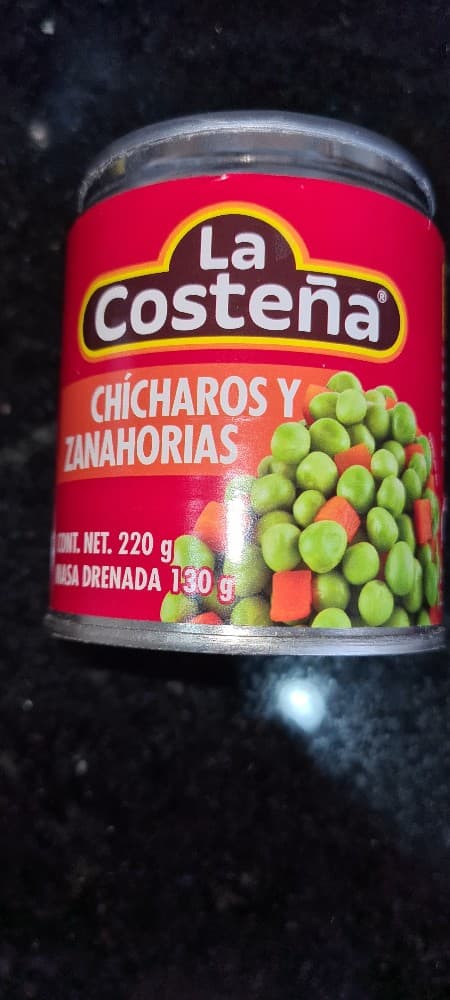 La
Costeña®
CHÍCHAROS Y
ZANAHORIAS
CONT. NET. 220 g
MASA DRENADA 130 g